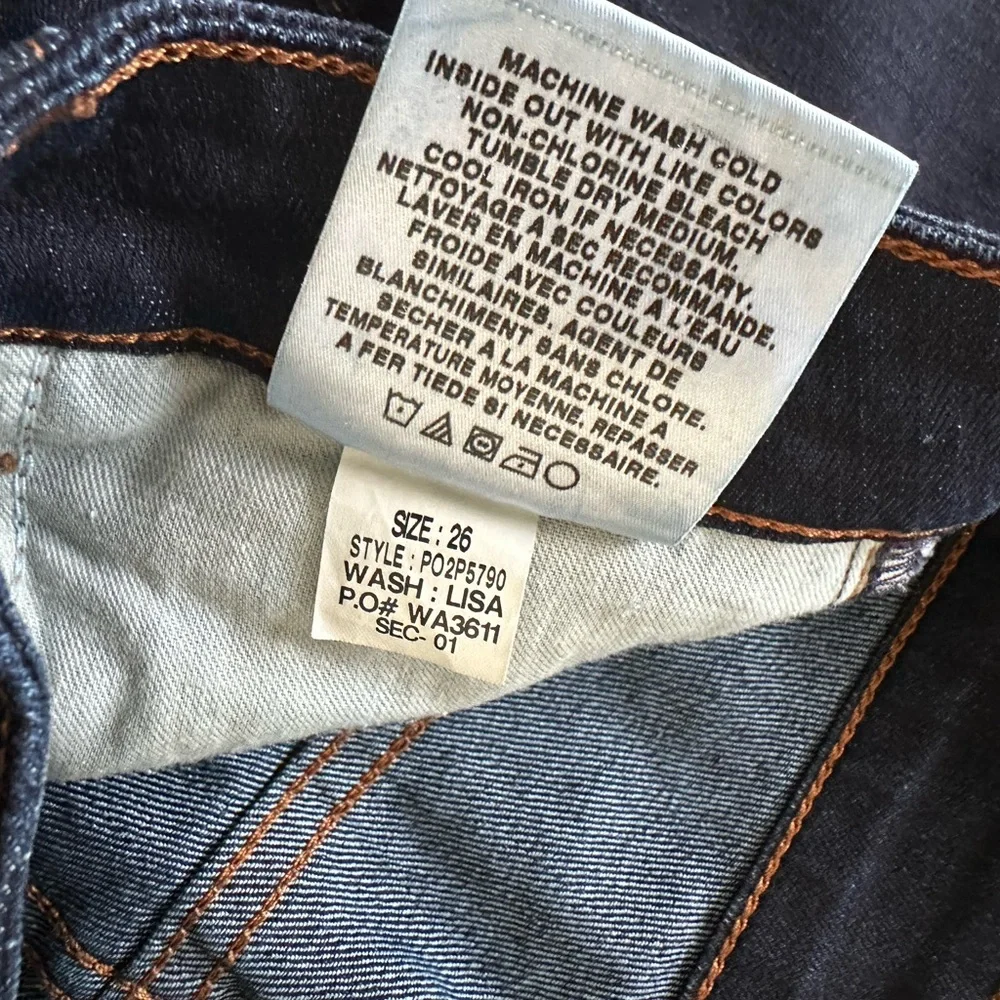 MACHINE WASH COLD
INSIDE OUT WITH LIKE COLORS
NON-CHLORINE BLEACH
TUMBLE DRY MEDIUM.
COOL IRON IF NECESSARY.
NETTOYAGE A SEC RECOMMANDE.
LAVER EN MACHINE A L'EAU
FROIDE AVEC COULEURS
SIMILAIRES. AGENT DE
BLANCHIMENT SANS CHLORE.
SECHER A LA MACHINE A
TEMPERATURE MOYENNE. REPASSER
A FER TIEDE SI NECESSAIRE.
SIZE : 26
STYLE : PO2P5790
WASH : LISA
P.O# WA3611
SEC- 01